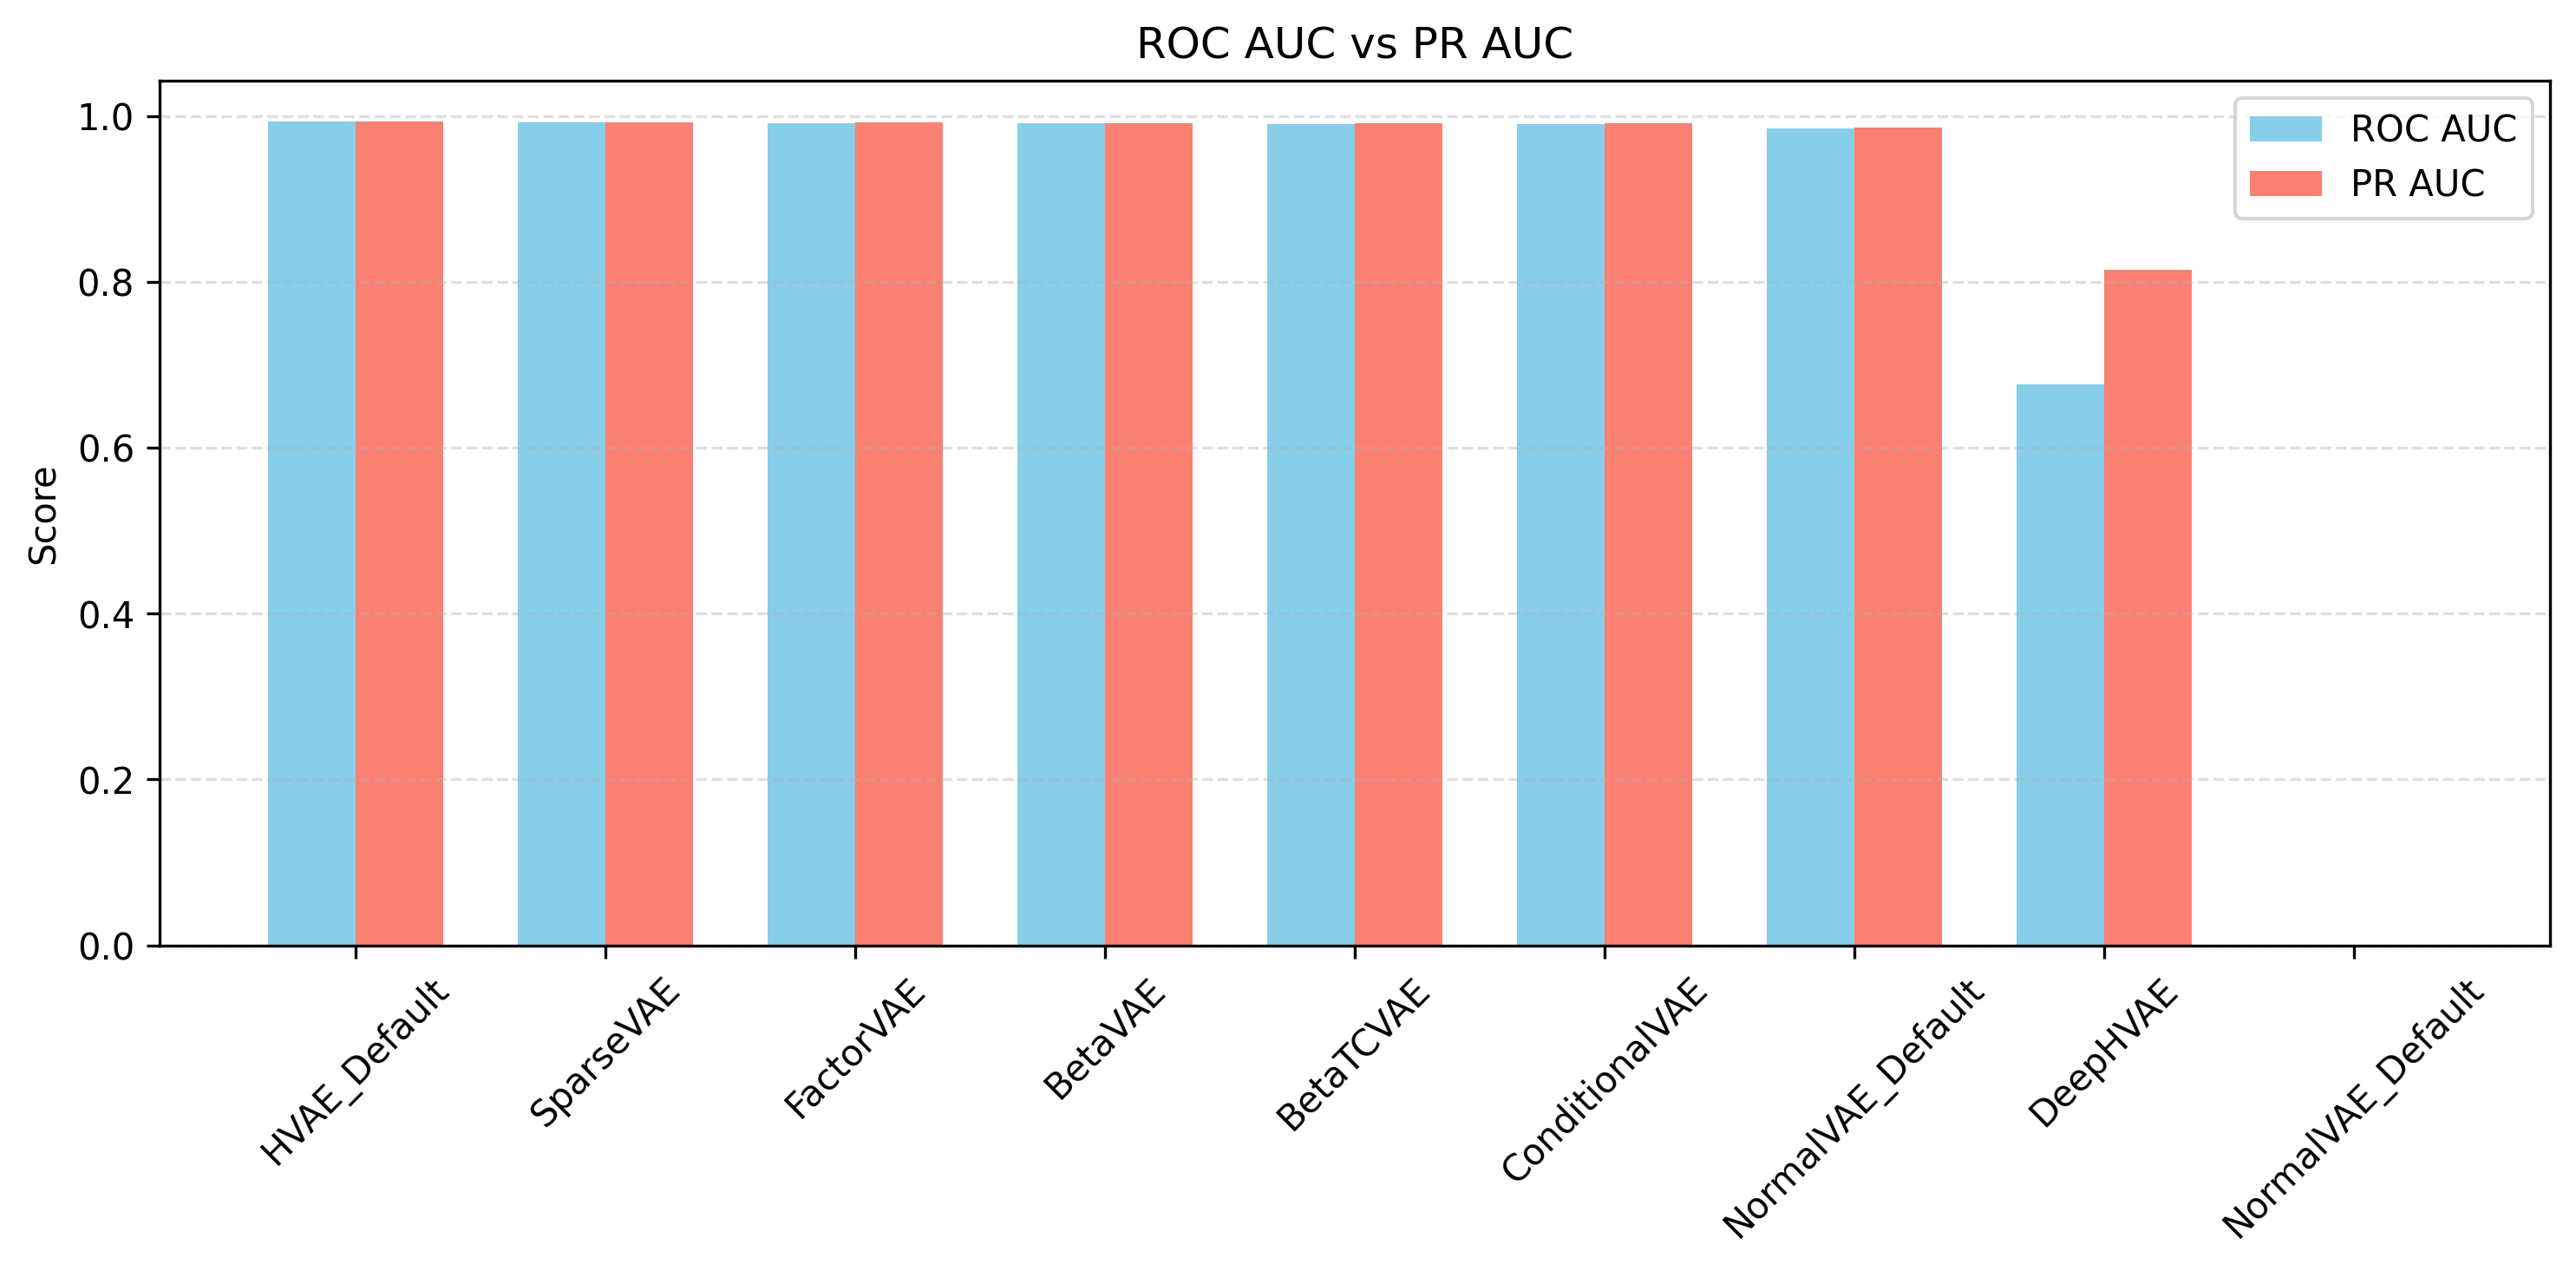 ROC AUC vs PR AUC
ROC AUC
PR AUC
Score
1.0
0.8
0.6
0.4
0.2
0.0
HVAE_Default
SparseVAE
FactorVAE
BetaVAE
BetaTCVAE
ConditionalVAE
NormalVAE_Default
DeepHVAE
NormalVAE_Default